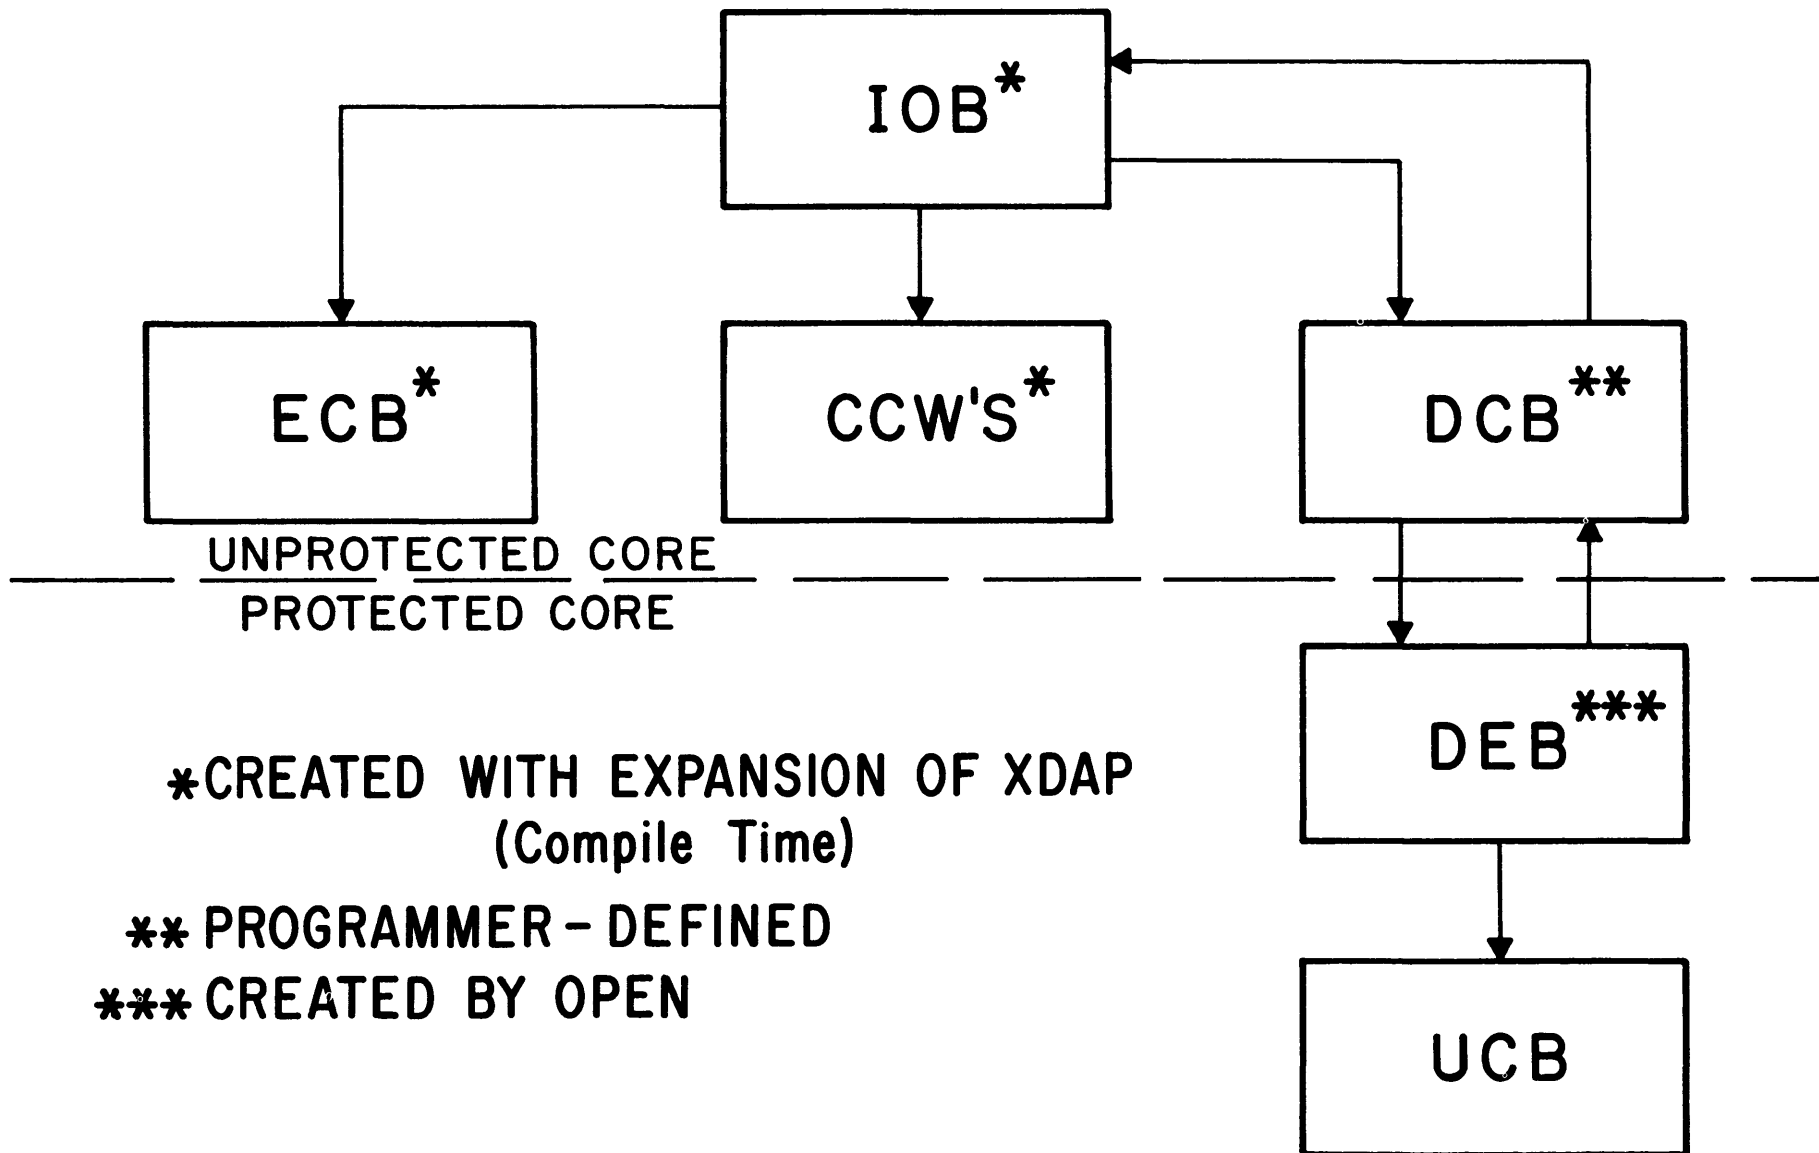 IOB*
ECB*
CCW'S*
DCB**
UNPROTECTED CORE
PROTECTED CORE
DEB***
*CREATED WITH EXPANSION OF XDAP
(Compile Time)
** PROGRAMMER-DEFINED
*** CREATED BY OPEN
UCB